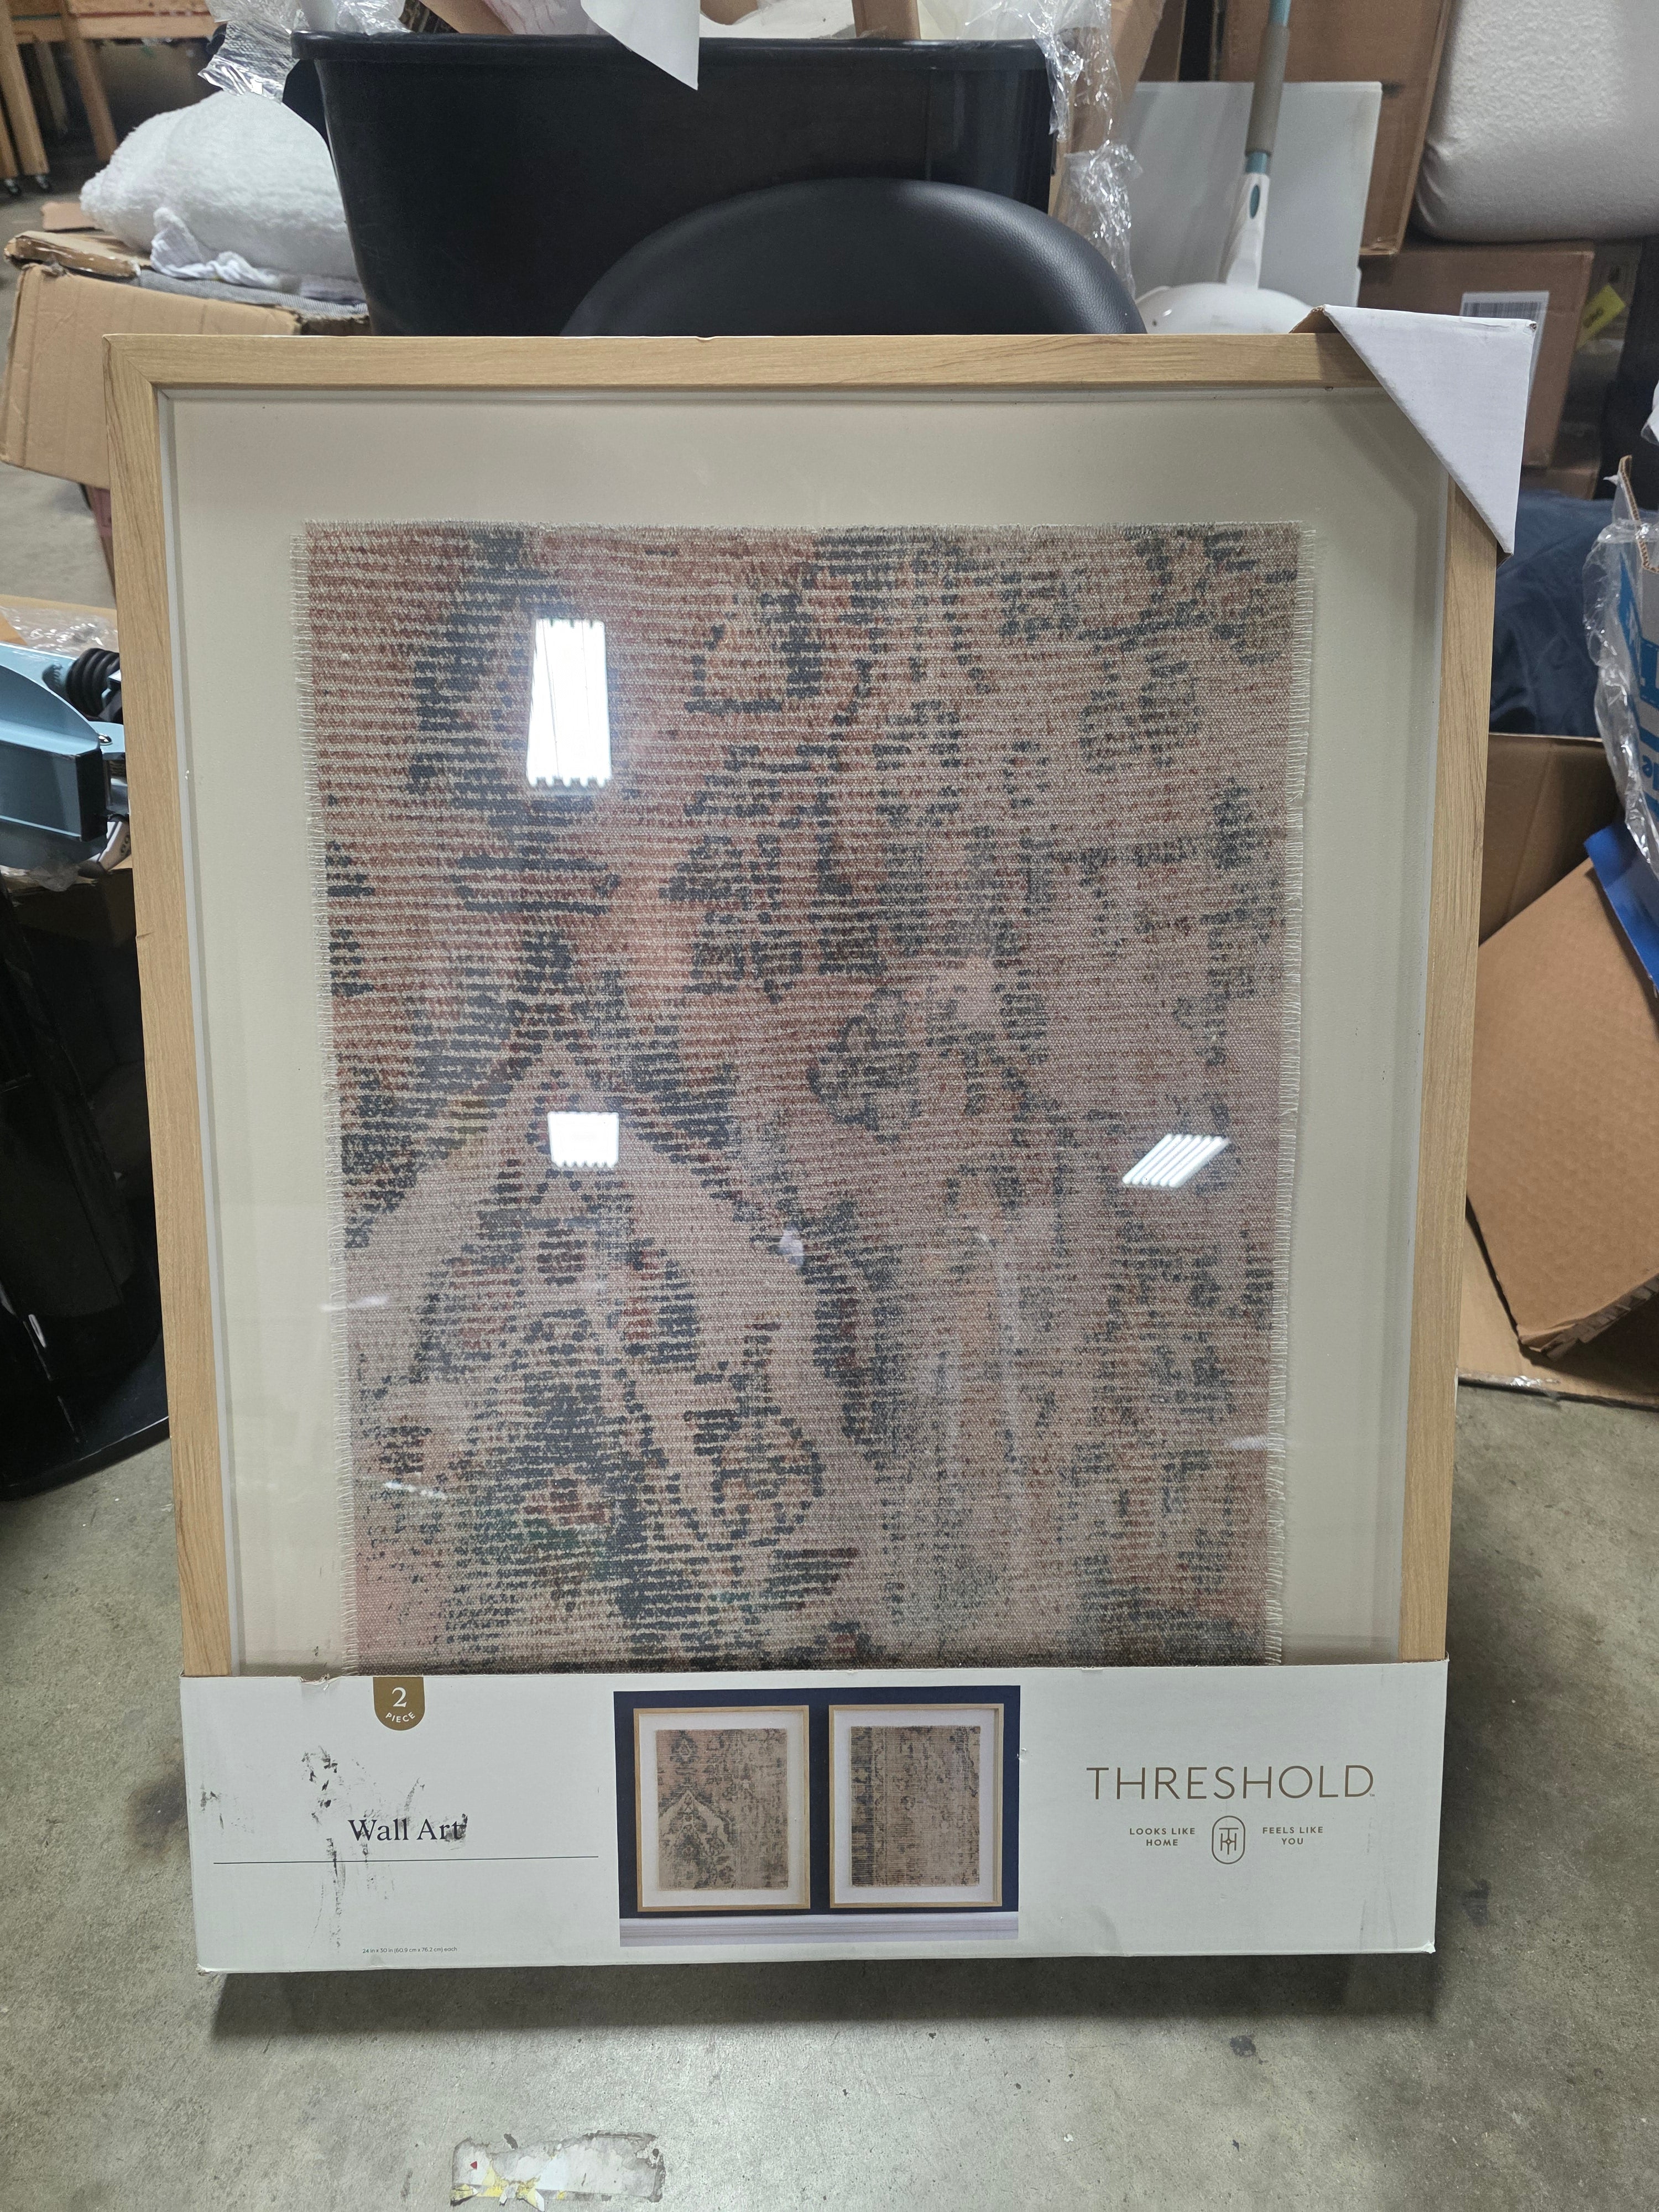 2
PIECE
Wall Art
24 in x 30 in (60.9 cm x 76.2 cm) each
THRESHOLD™
LOOKS LIKE
HOME
FEELS LIKE
YOU